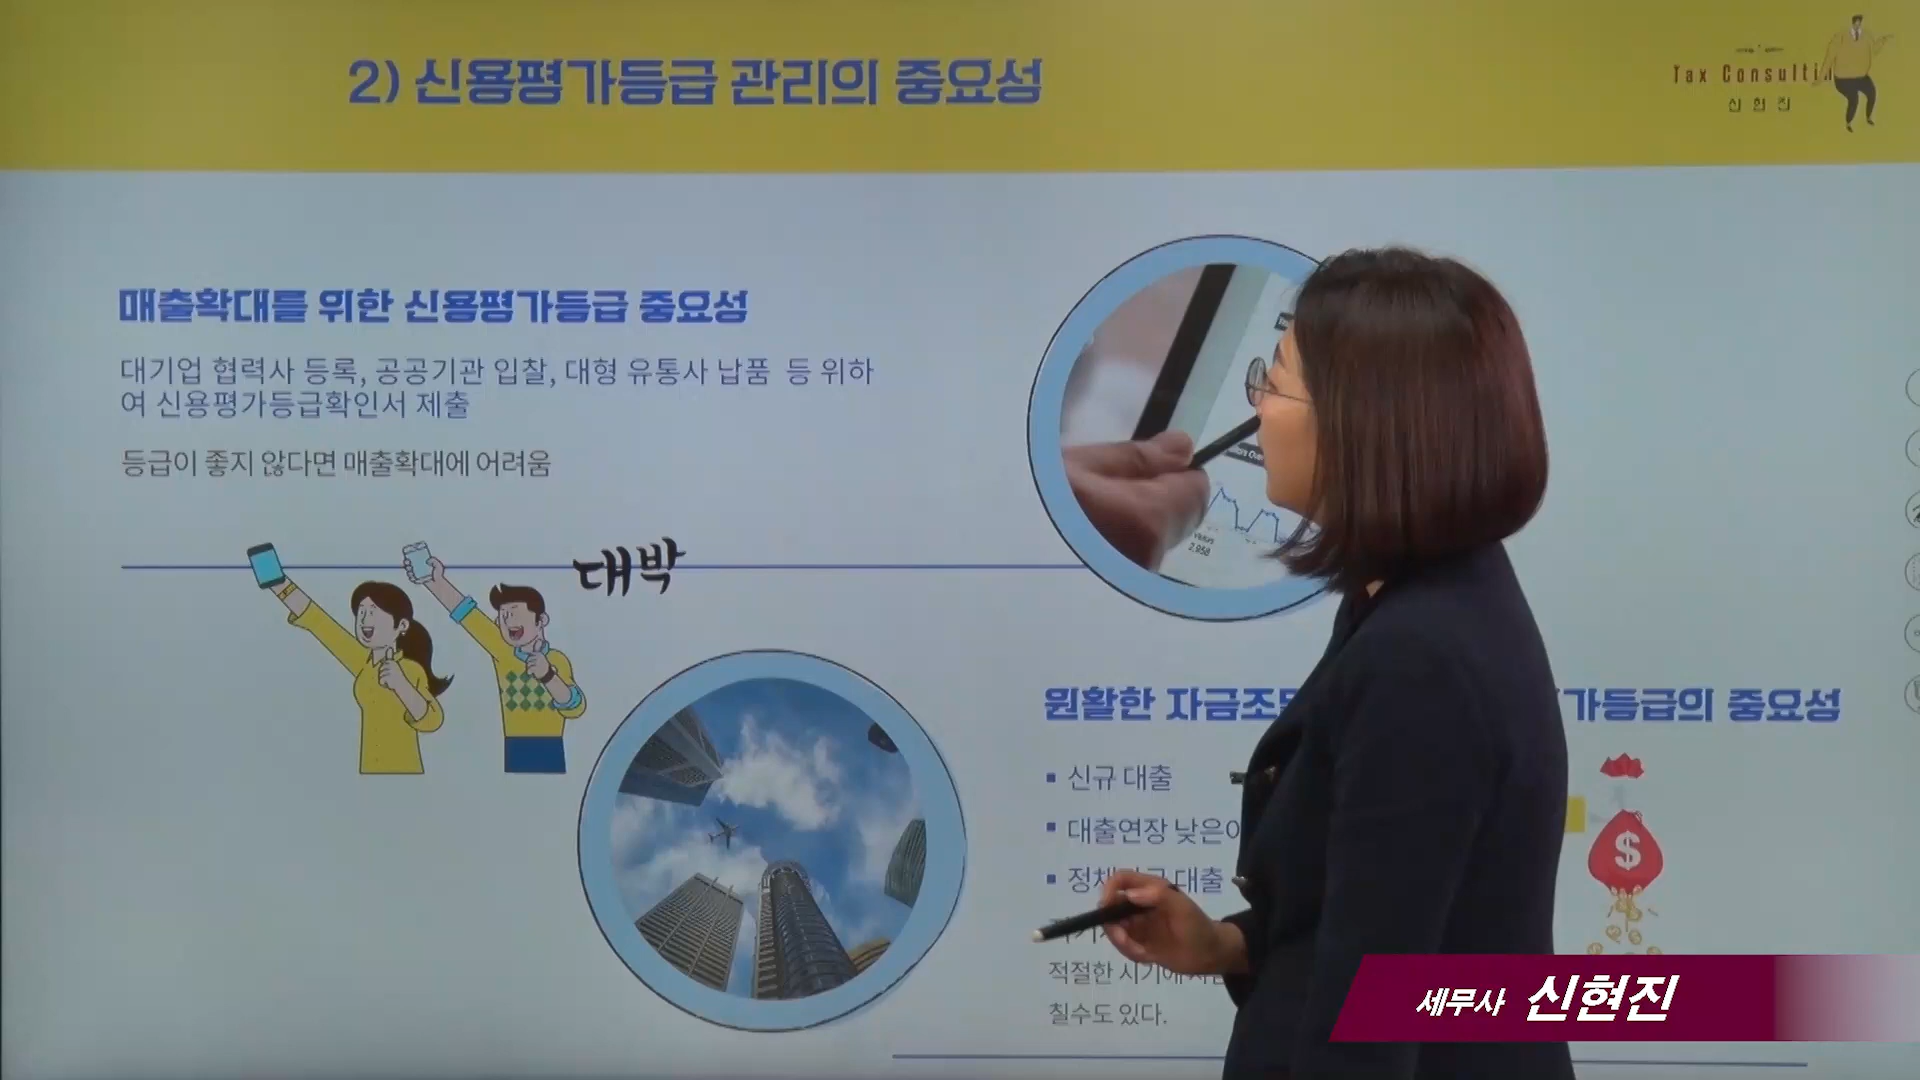 2) 신용평가등급 관리의 중요성
Tax Consultin
신현진
매출확대를 위한 신용평가등급 중요성
대기업 협력사 등록, 공공기관 입찰, 대형 유통사 납품 등 위하
여 신용평가등급확인서 제출
등급이 좋지 않다면 매출확대에 어려움
대박
Visitors
2,958
원활한 자금조 가등급의 중요성
▪ 신규 대출
▪ 대출연장 낮은
▪ 대출
적절한 시기에
칠수도 있다.
$
세무사 신현진